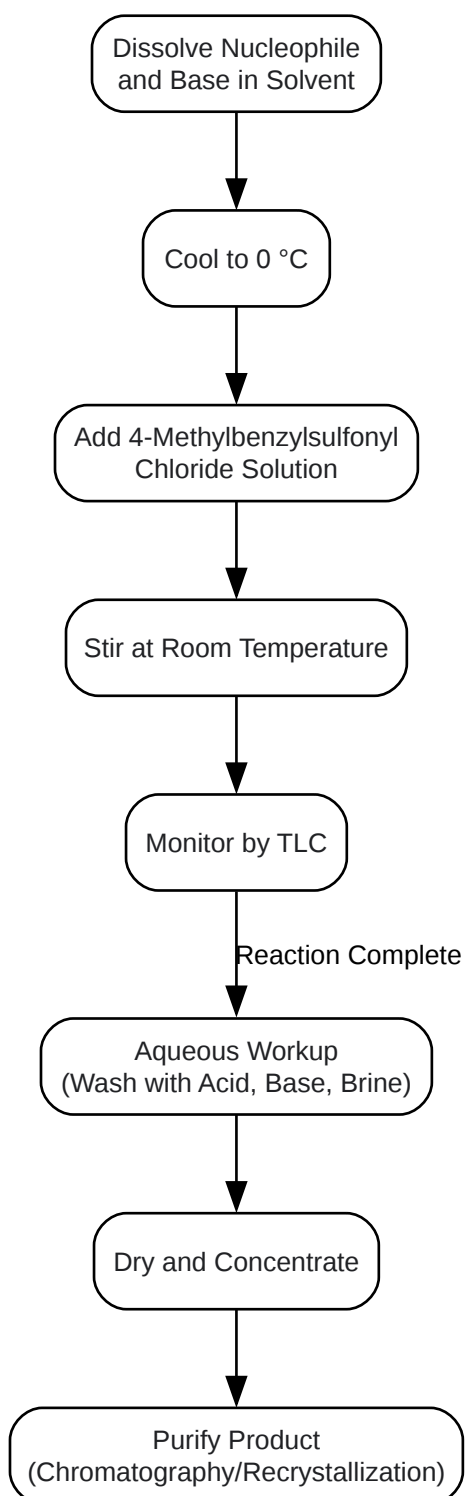 Dissolve Nucleophile
and Base in Solvent
Cool to 0 °C
Add 4-Methylbenzylsulfonyl
Chloride Solution
Stir at Room Temperature
Monitor by TLC
Reaction Complete
Aqueous Workup
(Wash with Acid, Base, Brine)
Dry and Concentrate
Purify Product
(Chromatography/Recrystallization)